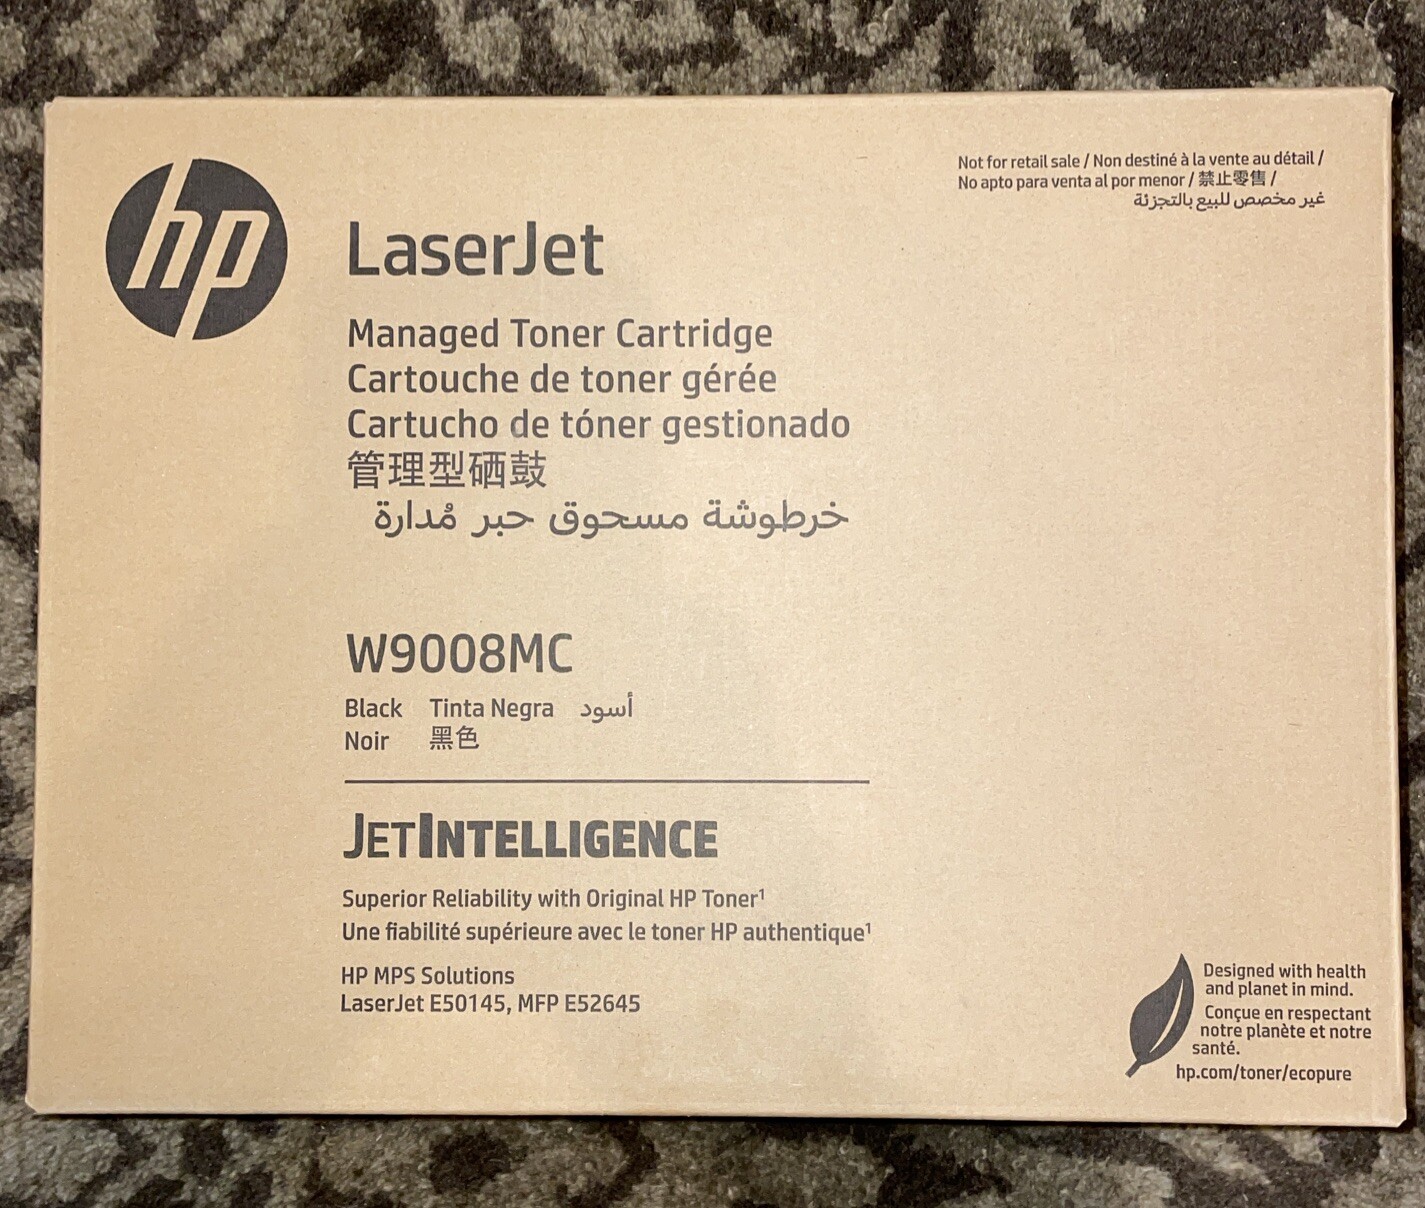 hp
Not for retail sale / Non destiné à la vente au détail /
No apto para venta al por menor / 禁止零售 /
غير مخصص للبيع بالتجزئة
LaserJet
Managed Toner Cartridge
Cartouche de toner gérée
Cartucho de tóner gestionado
管理型硒鼓
خرطوشة مسحوق حبر مُدارة
W9008MC
Black Tinta Negra أسود
Noir 黑色
JETINTELLIGENCE
Superior Reliability with Original HP Toner¹
Une fiabilité supérieure avec le toner HP authentique¹
HP MPS Solutions
LaserJet E50145, MFP E52645
Designed with health
and planet in mind.
Conçue en respectant
notre planète et notre
santé.
hp.com/toner/ecopure